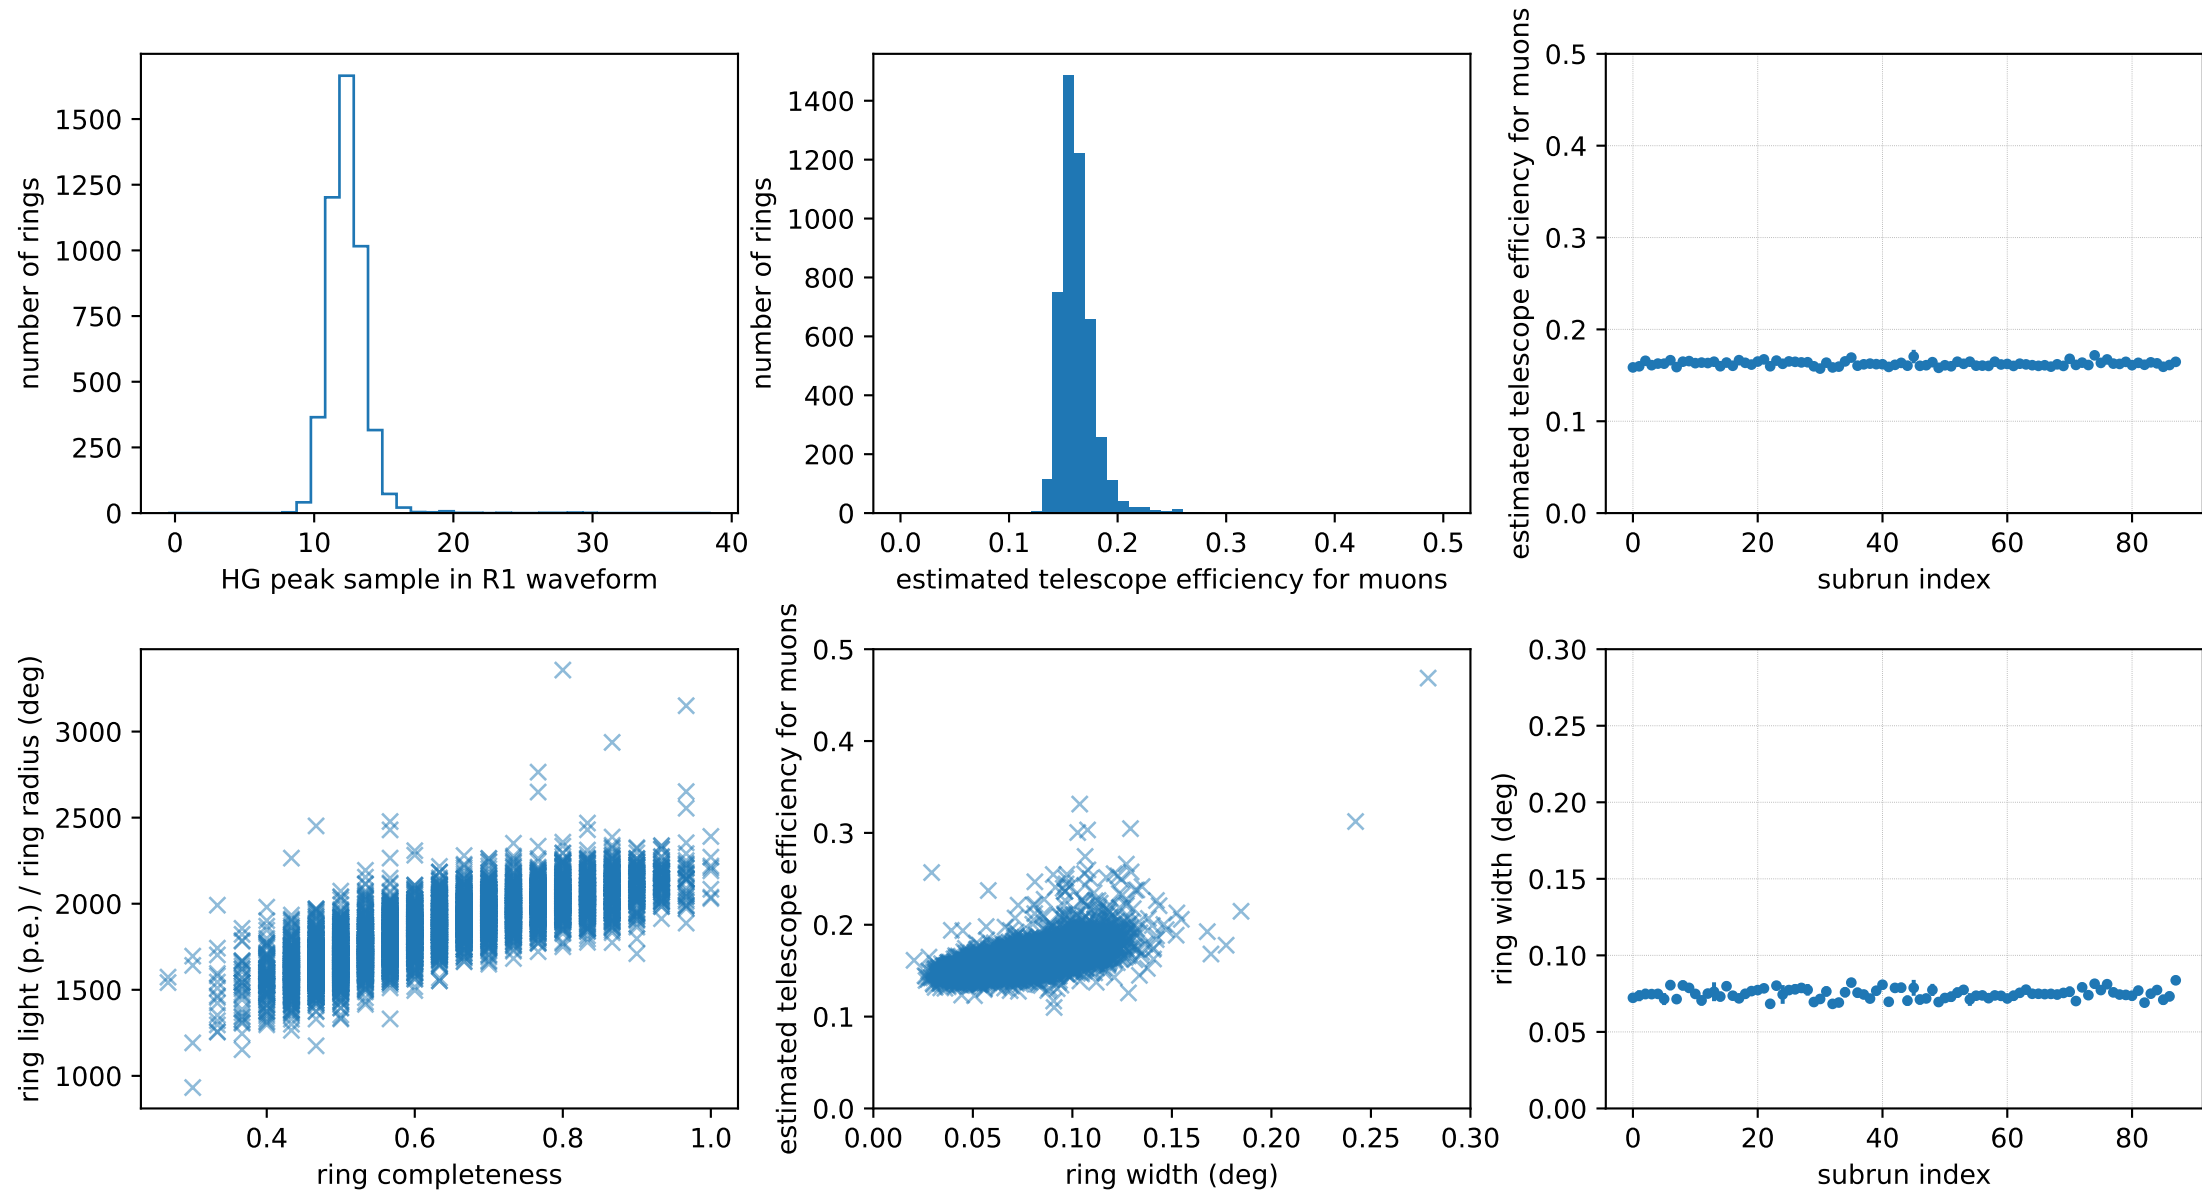 number of rings
1500
1250
1000
750
500
250
0
0 10 20 30 40
HG peak sample in R1 waveform
number of rings
1400
1200
1000
800
600
400
200
0
0.0 0.1 0.2 0.3 0.4 0.5
estimated telescope efficiency for muons
estimated telescope efficiency for muons
0.5
0.4
0.3
0.2
0.1
0.0
0 20 40 60 80
subrun index
ring light (p.e.) / ring radius (deg)
3000
2500
2000
1500
1000
0.4 0.6 0.8 1.0
ring completeness
estimated telescope efficiency for muons
0.5
0.4
0.3
0.2
0.1
0.0
0.00 0.05 0.10 0.15 0.20 0.25 0.30
ring width (deg)
ring width (deg)
0.30
0.25
0.20
0.15
0.10
0.05
0.00
0 20 40 60 80
subrun index